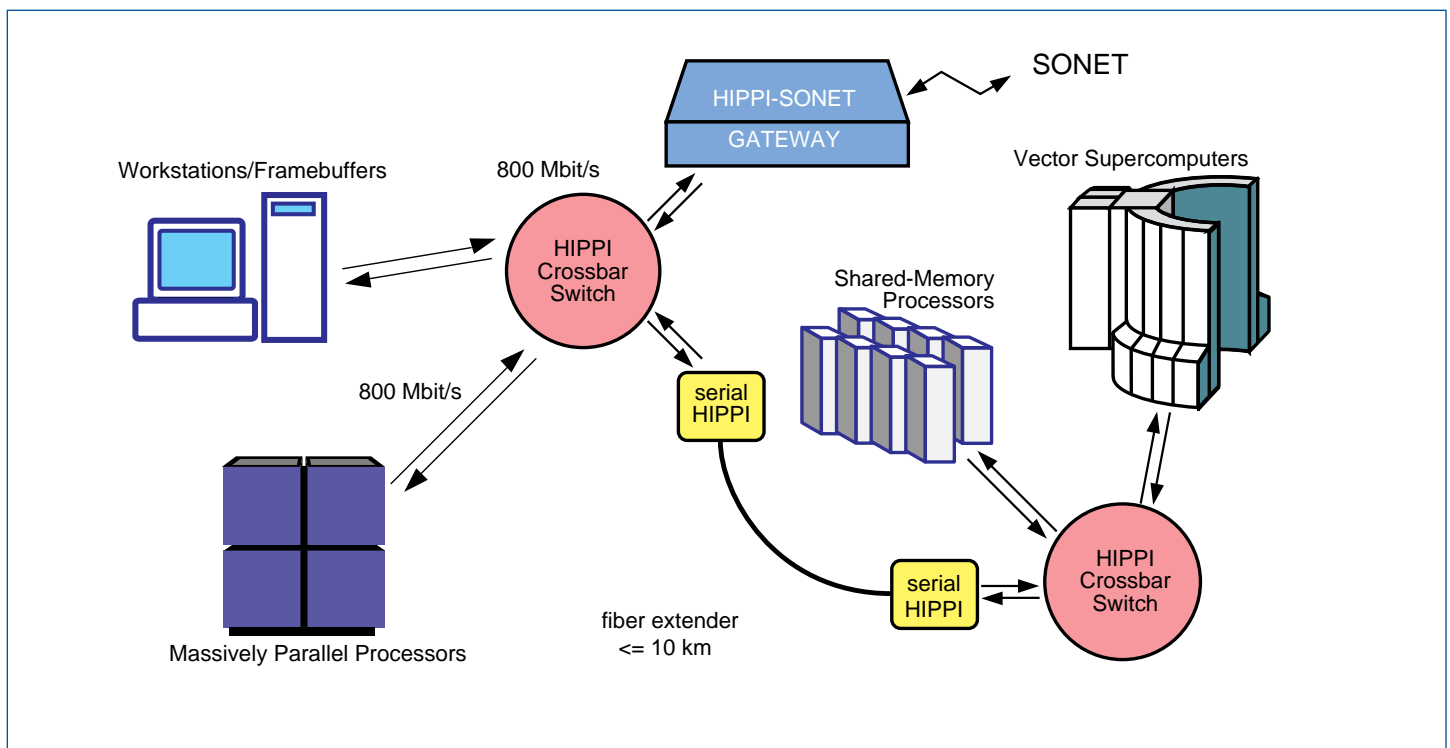 SONET
HIPPI-SONET
GATEWAY
Workstations/Framebuffers
800 Mbit/s
Vector Supercomputers
HIPPI
Crossbar
Switch
Shared-Memory
Processors
800 Mbit/s
serial
HIPPI
serial
HIPPI
HIPPI
Crossbar
Switch
fiber extender
<= 10 km
Massively Parallel Processors